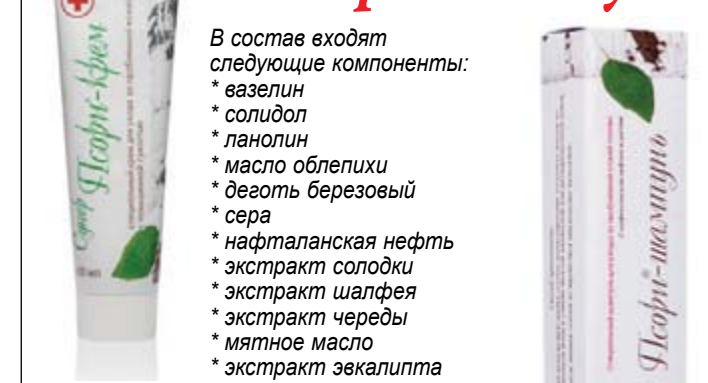 В состав входят
следующие компоненты:
* вазелин
* солидол
* ланолин
* масло облепихи
* деготь березовый
* сера
* нафталанская нефть
* экстракт солодки
* экстракт шалфея
* экстракт череды
* мятное масло
* экстракт эвкалипта
Супер
Псори-крем
Псори®-шампунь